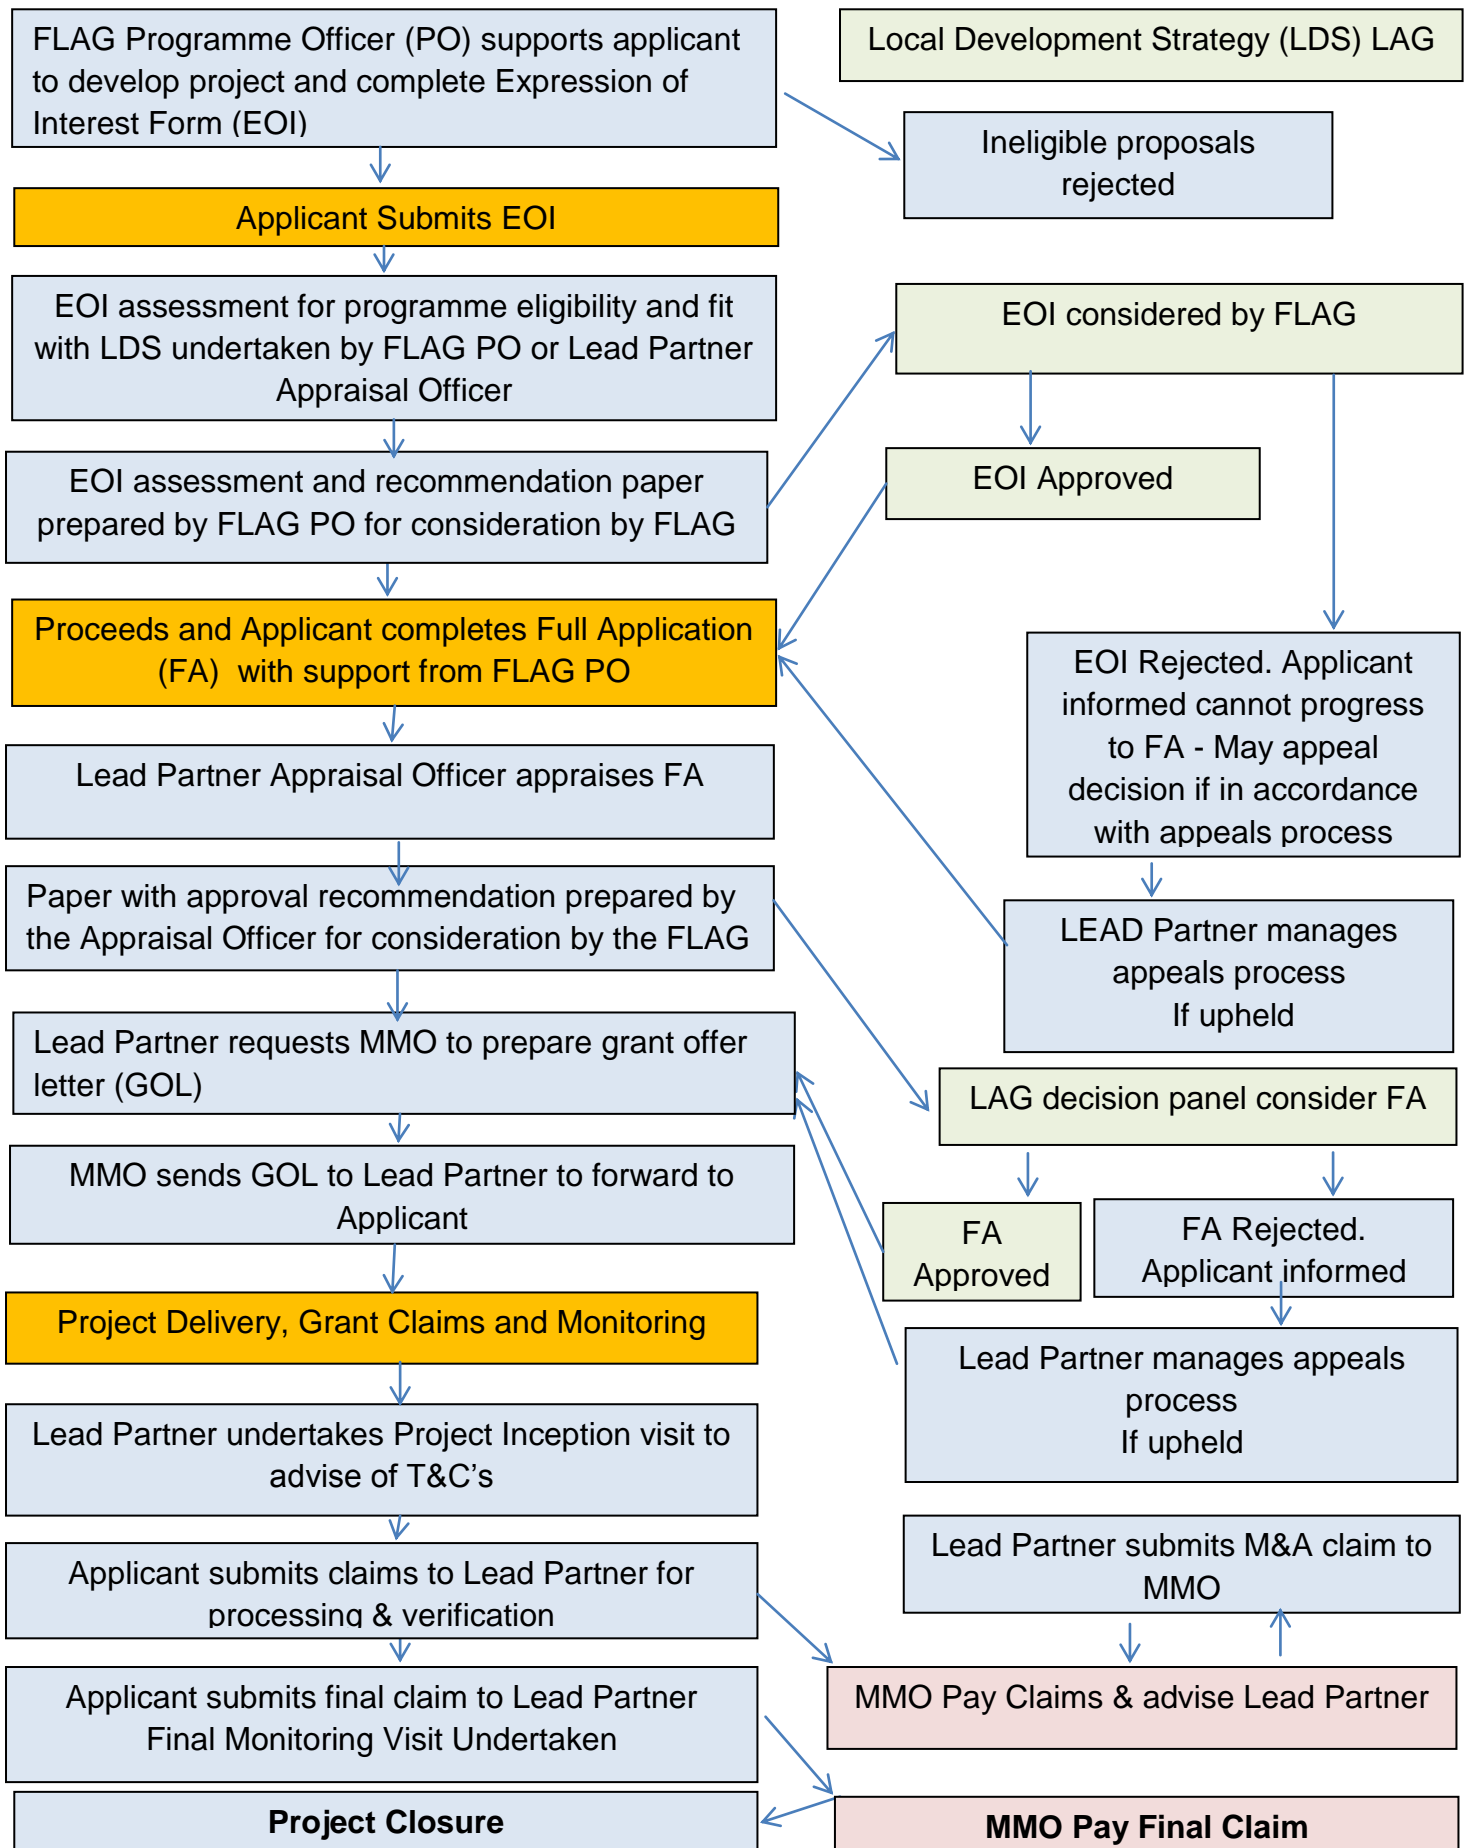 FLAG Programme Officer (PO) supports applicant
to develop project and complete Expression of
Interest Form (EOI)
Local Development Strategy (LDS) LAG
Ineligible proposals
rejected
Applicant Submits EOI
EOI assessment for programme eligibility and fit
with LDS undertaken by FLAG PO or Lead Partner
Appraisal Officer
EOI considered by FLAG
EOI assessment and recommendation paper
prepared by FLAG PO for consideration by FLAG
EOI Approved
Proceeds and Applicant completes Full Application
(FA)  with support from FLAG PO
EOI Rejected. Applicant
informed cannot progress
to FA - May appeal
decision if in accordance
with appeals process
Lead Partner Appraisal Officer appraises FA
Paper with approval recommendation prepared by
the Appraisal Officer for consideration by the FLAG
LEAD Partner manages
appeals process
If upheld
Lead Partner requests MMO to prepare grant offer
letter (GOL)
LAG decision panel consider FA
MMO sends GOL to Lead Partner to forward to
Applicant
FA
Approved
FA Rejected.
Applicant informed
Project Delivery, Grant Claims and Monitoring
Lead Partner manages appeals
process
If upheld
Lead Partner undertakes Project Inception visit to
advise of T&C’s
Lead Partner submits M&A claim to
MMO
Applicant submits claims to Lead Partner for
processing & verification
MMO Pay Claims & advise Lead Partner
Applicant submits final claim to Lead Partner
Final Monitoring Visit Undertaken
Project Closure
MMO Pay Final Claim